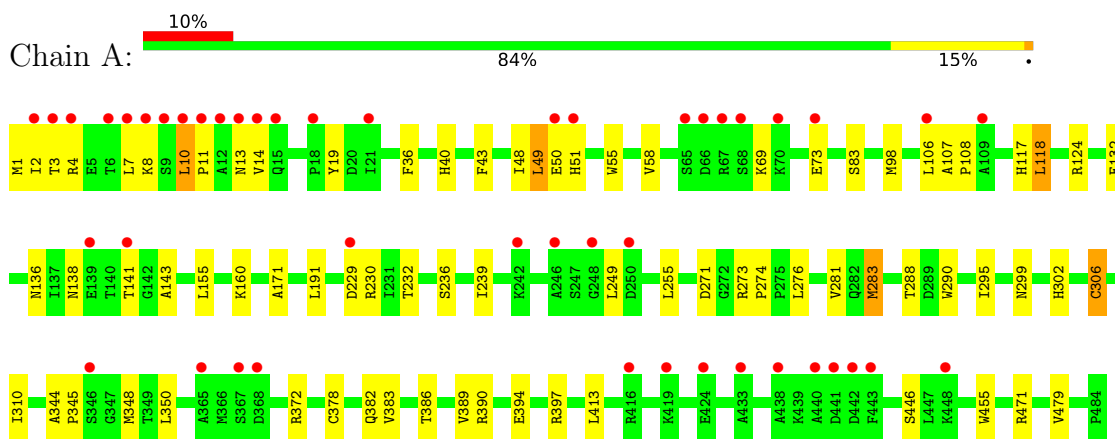 10%
Chain A:
84% 15% •
M1 I2 T3 R4 E5 T6 L7 K8 S9 L10 P11 A12 N13 V14 Q15 P18 Y19 D20 I21 F36 H40 F43 I48 L49 E50 H51 W55 V58 S65 D66 R67 S68 K69 K70 E73 S83 M98 L106 A107 P108 A109 H117 L118 R124
N136 I137 N138 E139 T140 T141 G142 A143 L155 K160 A171 L191 D229 R230 I231 T232 S236 I239 K242 A246 S247 G248 L249 D250 L255 D271 G272 R273 P274 P275 L276 V281 Q282 M283 T288 D289 W290 I295 N299 H302 C306
I310 A344 P345 S346 G347 M348 T349 L350 A365 M366 S367 D368 R372 C378 Q382 V383 T386 V389 R390 E394 R397 L413 R416 K419 E424 A433 A438 K439 A440 D441 D442 F443 S446 L447 K448 W455 R471 V479 P484